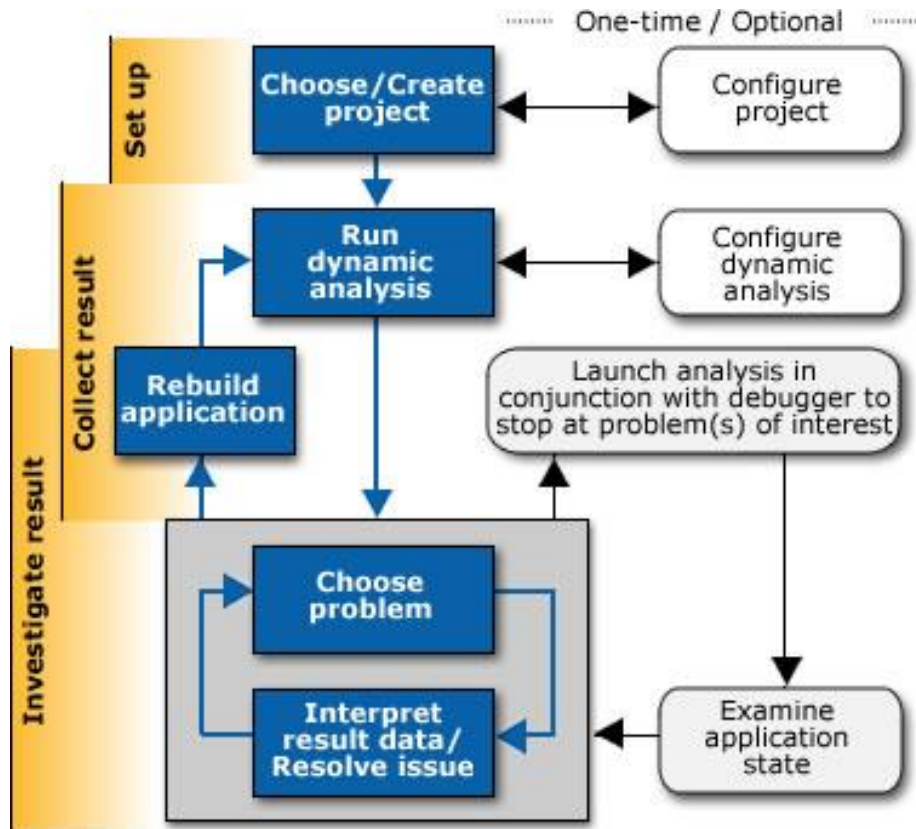 One-time / Optional
Set up
Choose/Create
project
Configure
project
Collect result
Run
dynamic
analysis
Configure
dynamic
analysis
Investigate result
Rebuild
application
Launch analysis in
conjunction with debugger to
stop at problem(s) of interest
Choose
problem
Interpret
result data/
Resolve issue
Examine
application
state